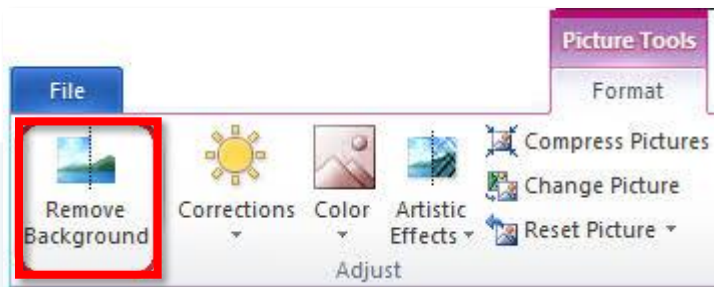 Picture Tools
File
Format
Remove
Background
Corrections
Color
Artistic
Effects
Compress Pictures
Change Picture
Reset Picture
Adjust